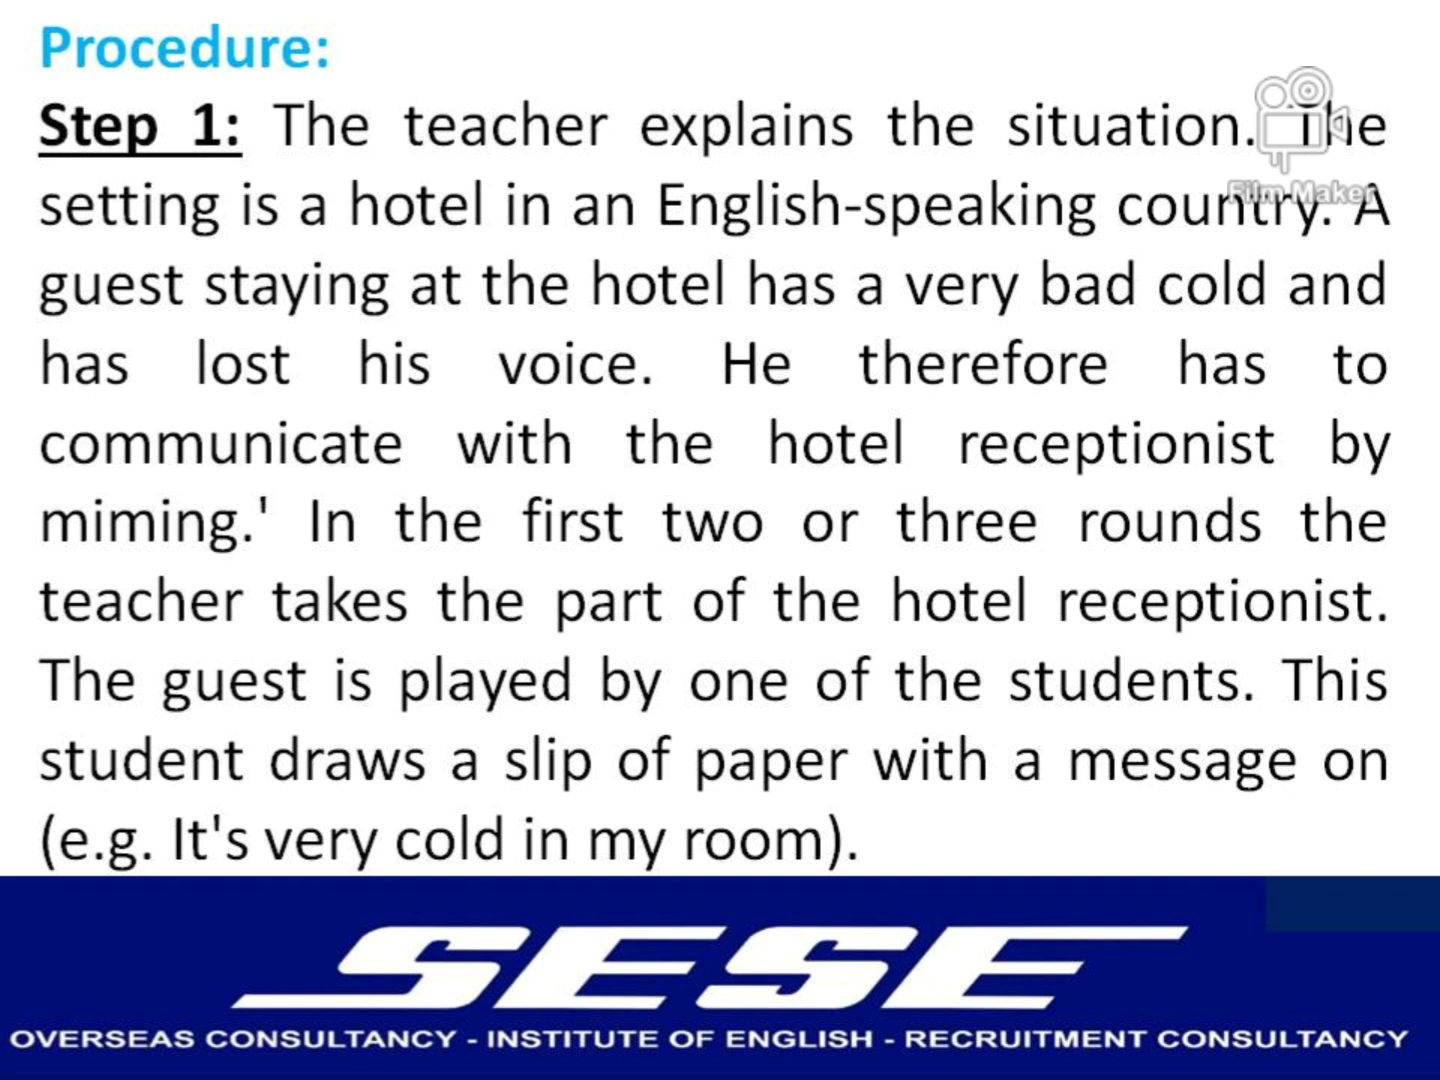 Procedure:
Step 1: The teacher explains the situation. The
setting is a hotel in an English-speaking country. A
guest staying at the hotel has a very bad cold and
has lost his voice. He therefore has to
communicate with the hotel receptionist by
miming.' In the first two or three rounds the
teacher takes the part of the hotel receptionist.
The guest is played by one of the students. This
student draws a slip of paper with a message on
(e.g. It's very cold in my room).
Film Maker
SESE
OVERSEAS CONSULTANCY - INSTITUTE OF ENGLISH - RECRUITMENT CONSULTANCY